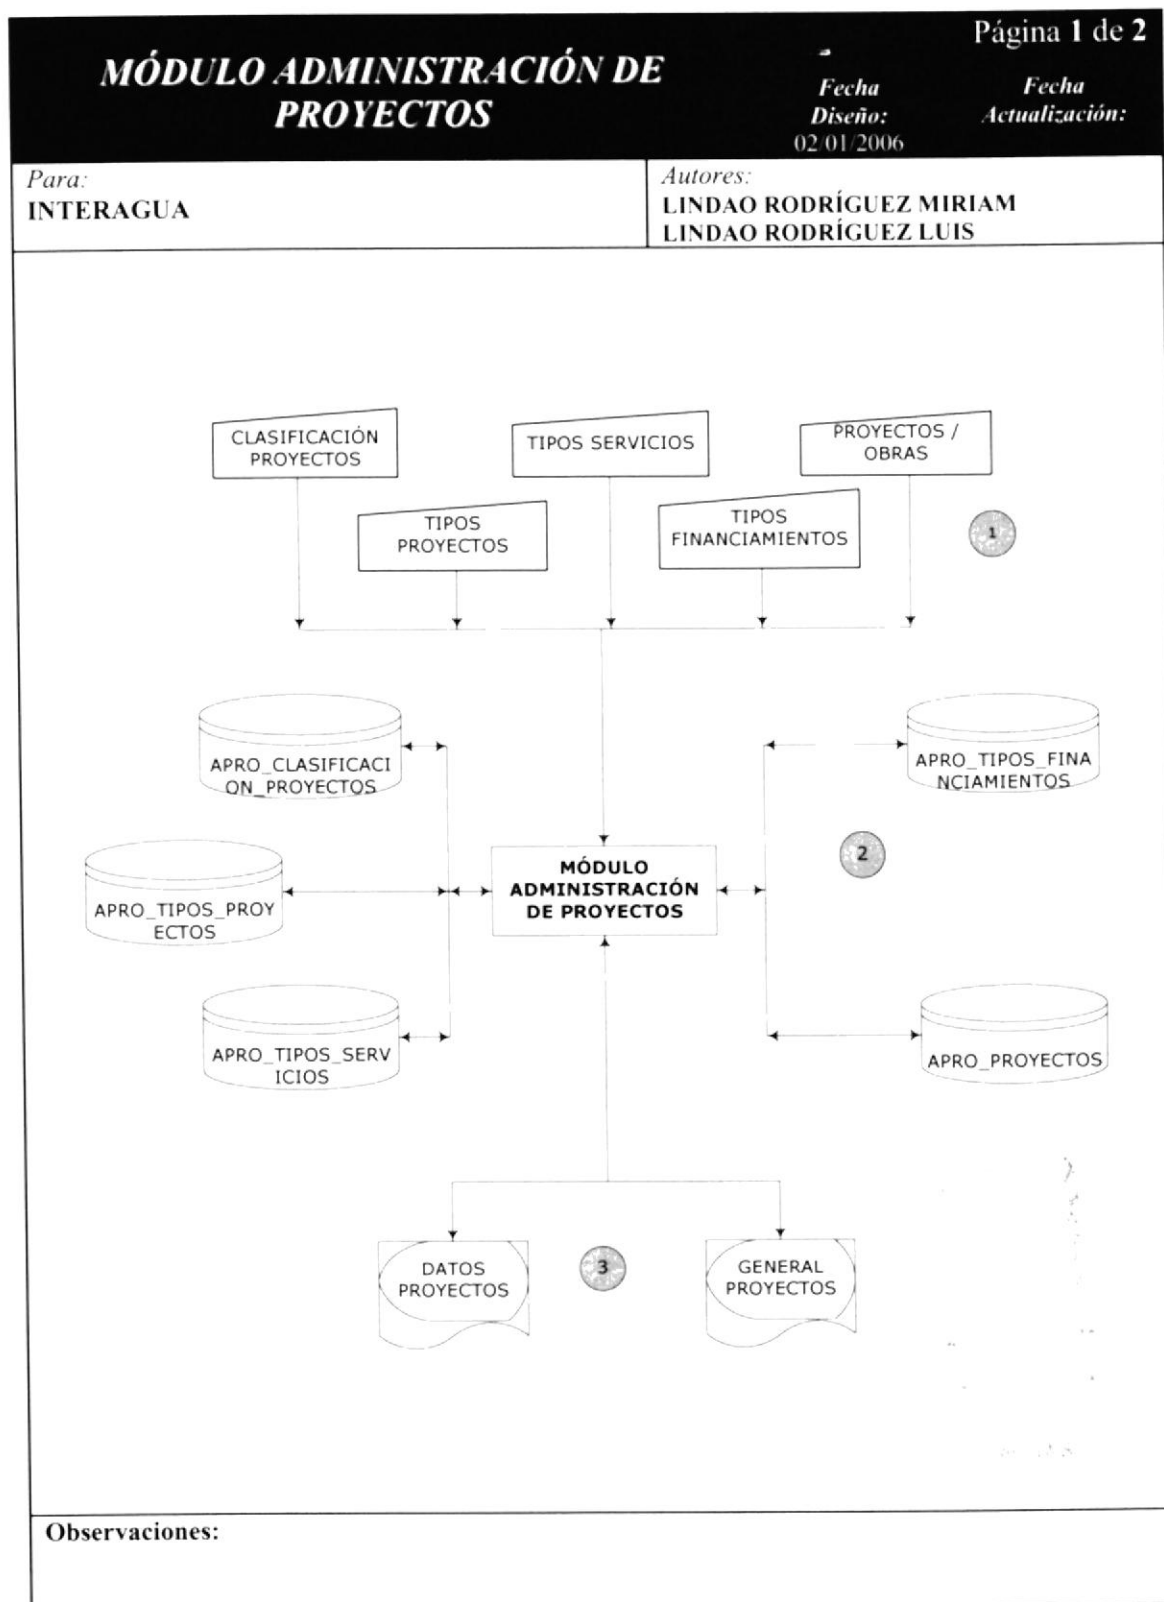 Página 1 de 2
MÓDULO ADMINISTRACIÓN DE
PROYECTOS
Fecha
Diseño:
02/01/2006
Fecha
Actualización:
Para:
INTERAGUA
Autores:
LINDAO RODRÍGUEZ MIRIAM
LINDAO RODRÍGUEZ LUIS
CLASIFICACIÓN
PROYECTOS
TIPOS SERVICIOS
PROYECTOS /
OBRAS
TIPOS
PROYECTOS
TIPOS
FINANCIAMIENTOS
1
APRO_CLASIFICACI
ON_PROYECTOS
APRO_TIPOS_FINA
NCIAMIENTOS
APRO_TIPOS_PROY
ECTOS
MÓDULO
ADMINISTRACIÓN
DE PROYECTOS
2
APRO_TIPOS_SERV
ICIOS
APRO_PROYECTOS
DATOS
PROYECTOS
3
GENERAL
PROYECTOS
Observaciones: